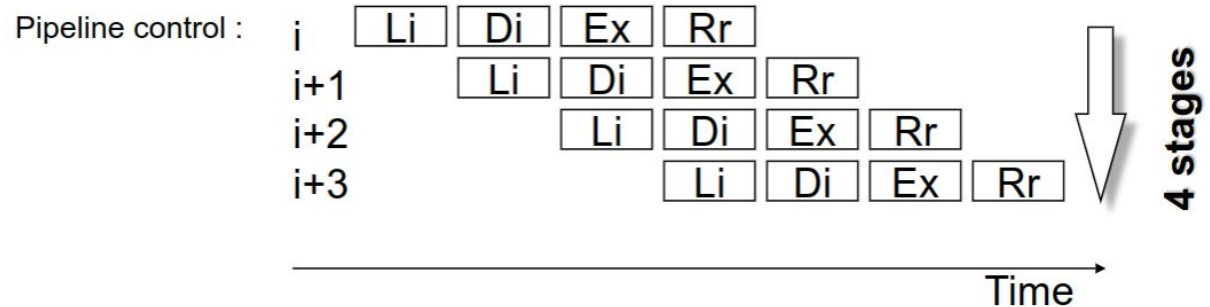 Pipeline control :
i Li Di Ex Rr
i+1 Li Di Ex Rr
i+2 Li Di Ex Rr
i+3 Li Di Ex Rr
4 stages
Time